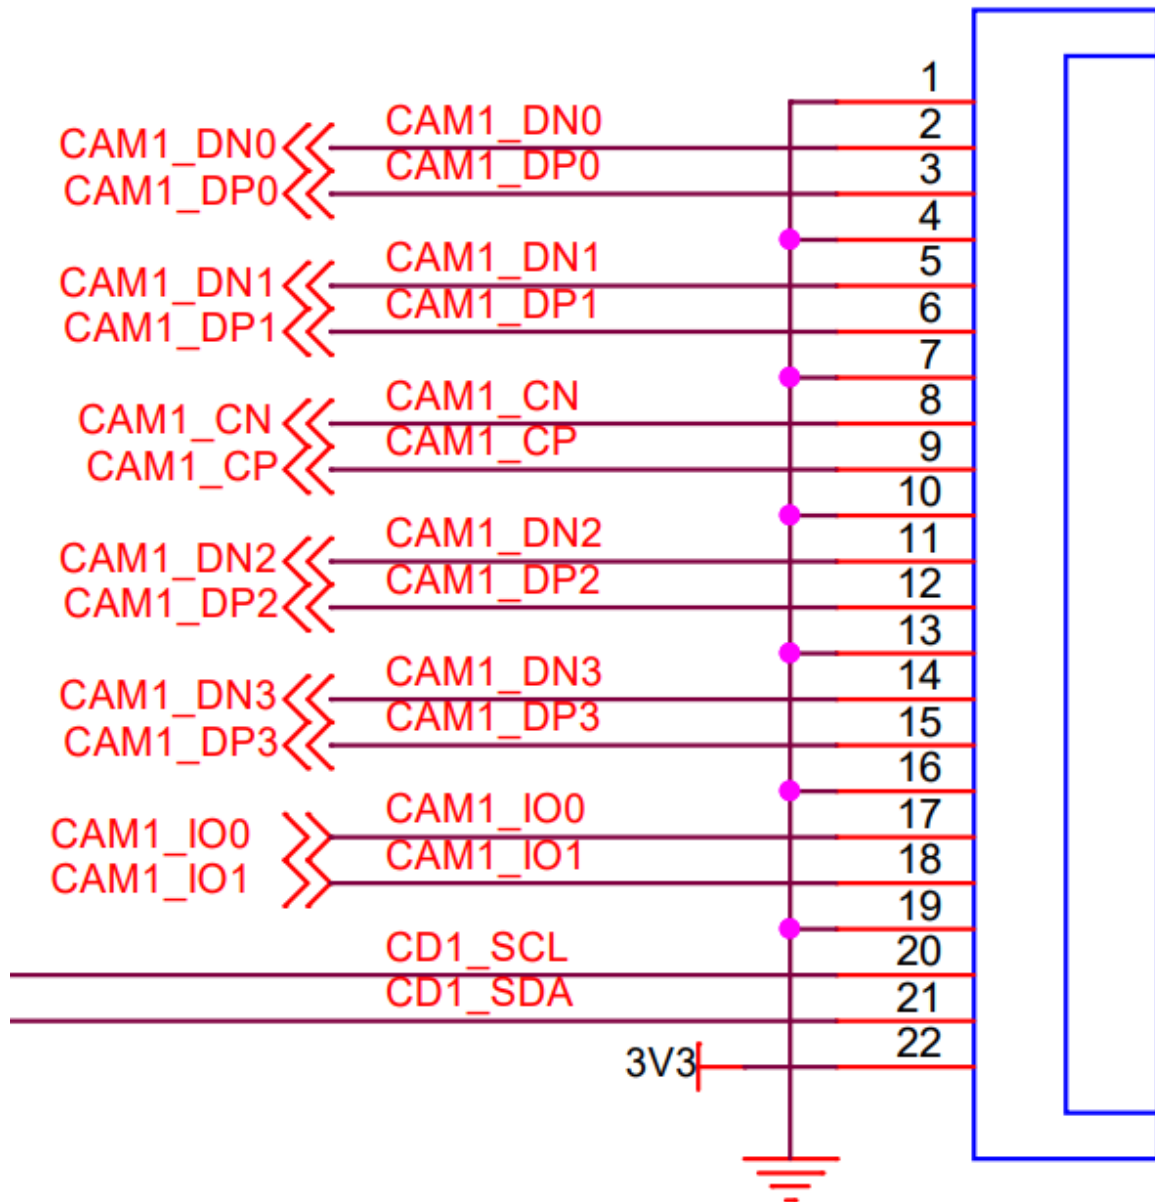 1
CAM1_DN0 CAM1_DN0 2
CAM1_DP0 CAM1_DP0 3
4
CAM1_DN1 CAM1_DN1 5
CAM1_DP1 CAM1_DP1 6
7
CAM1_CN CAM1_CN 8
CAM1_CP CAM1_CP 9
10
CAM1_DN2 CAM1_DN2 11
CAM1_DP2 CAM1_DP2 12
13
CAM1_DN3 CAM1_DN3 14
CAM1_DP3 CAM1_DP3 15
16
CAM1_IO0 CAM1_IO0 17
CAM1_IO1 CAM1_IO1 18
19
CD1_SCL 20
CD1_SDA 21
3V3 22